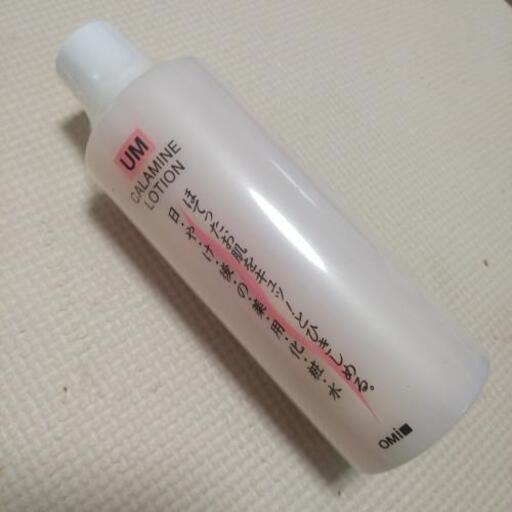 UM
CALAMINE
LOTION
ほてったお肌をキュッ!とひきしめる。
日・や・け・後・の・薬・用・化・粧・水
OMi